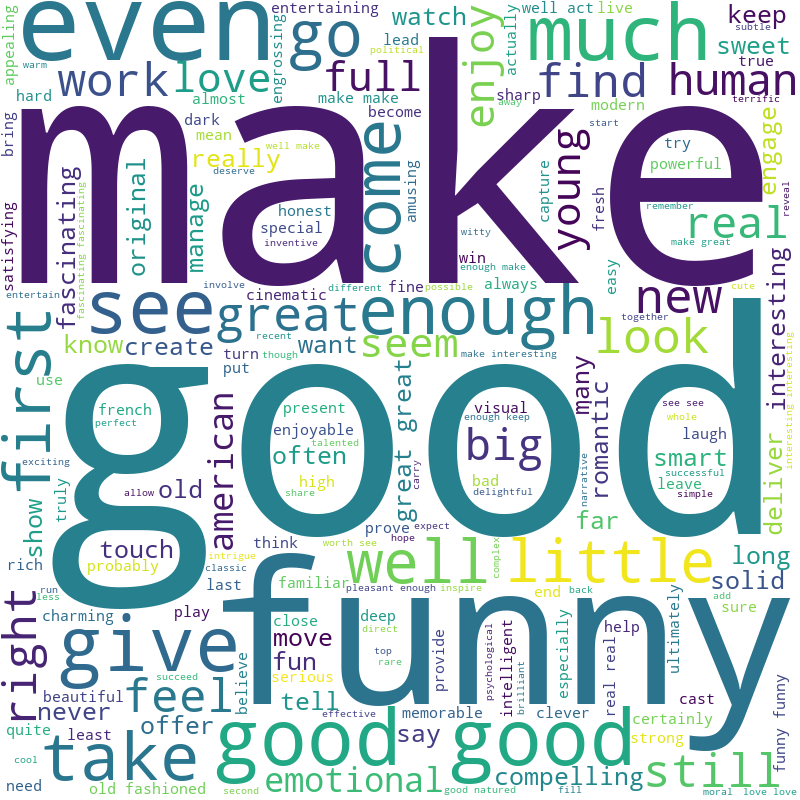 even
go
much
make
good
funny
entertaining
watch
well act
live
keep
subtle
appealing
engrossing
political
lead
actually
true
sweet
warm
work
love
full
enjoy
find
human
hard
almost
make make
sharp
away
modern
terrific
bring
dark
become
start
mean
well make
really
come
amusing
young
try
powerful
engage
deserve
capture
fresh
satisfying
fascinating
fascinating fascinating
original
manage
honest
special
inventive
witty
win
remember
real
make great
reveal
enough make
entertain
involve
different
possible
always
easy
cinematic
fine
new
cute
see
great
enough
together
interesting
interesting interesting
first
know
create
recent
turn
put
though
want
seem
make interesting
look
many
romantic
use
french
perfect
present
enjoyable
talented
often
high
share
great great
carry
visual
enough keep
big
bad
delightful
narrative
see see
whole
laugh
smart
successful
leave
simple
deliver
exciting
show
truly
allow
old
american
touch
probably
intrigue
classic
think
worth see
prove
hope
expect
far
long
rich
run
less
last
familiar
well
complex
little
solid
pleasant enough
inspire
end
back
add
sure
charming
play
close
deep
direct
right
give
move
fun
serious
top
rare
provide
psychological
intelligent
brilliant
especially
help
real real
ultimately
beautiful
succeed
feel
believe
tell
never
offer
effective
memorable
clever
cast
certainly
strong
funny funny
quite
least
cool
take
good good
say
still
need
old fashioned
second
emotional
good natured
compelling
fill
moral
love love